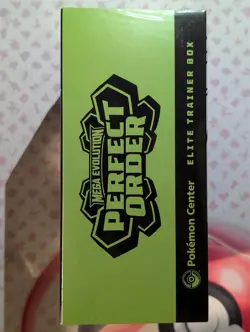 MEGA EVOLUTION
PERFECT
ORDER
Pokémon Center
ELITE TRAINER BOX